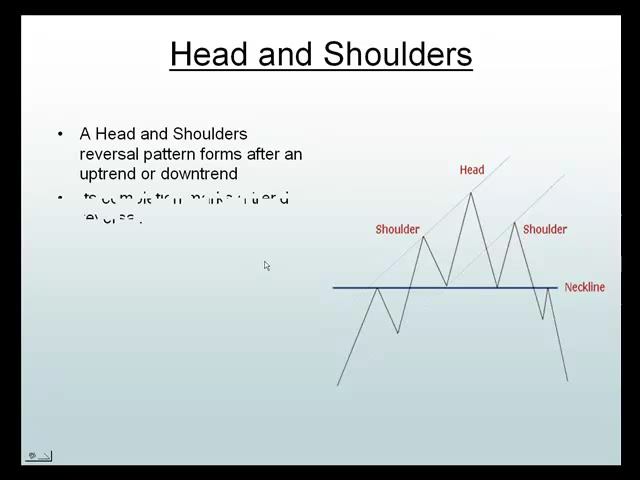 Head and Shoulders
• A Head and Shoulders
reversal pattern forms after an
uptrend or downtrend
Head
Shoulder
Shoulder
Neckline